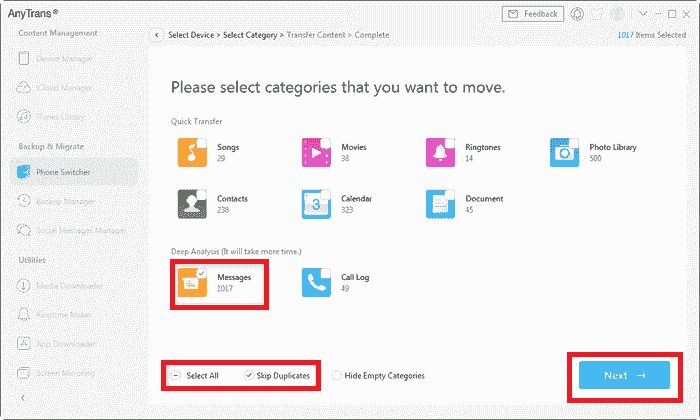 AnyTrans®
Feedback
Content Management
Device Manager
iCloud Manager
iTunes Library
Backup & Migrate
Phone Switcher
Backup Manager
Social Messages Manager
Utilities
Media Downloader
Ringtone Maker
App Downloader
Screen Mirroring
Select Device > Select Category > Transfer Content > Complete
1017 Items Selected
Please select categories that you want to move.
Quick Transfer
Songs
29
Movies
38
Ringtones
14
Photo Library
500
Contacts
238
3
Calendar
323
Document
45
Deep Analysis (It will take more time.)
Messages
1017
Call Log
49
Select All
Skip Duplicates
Hide Empty Categories
Next →